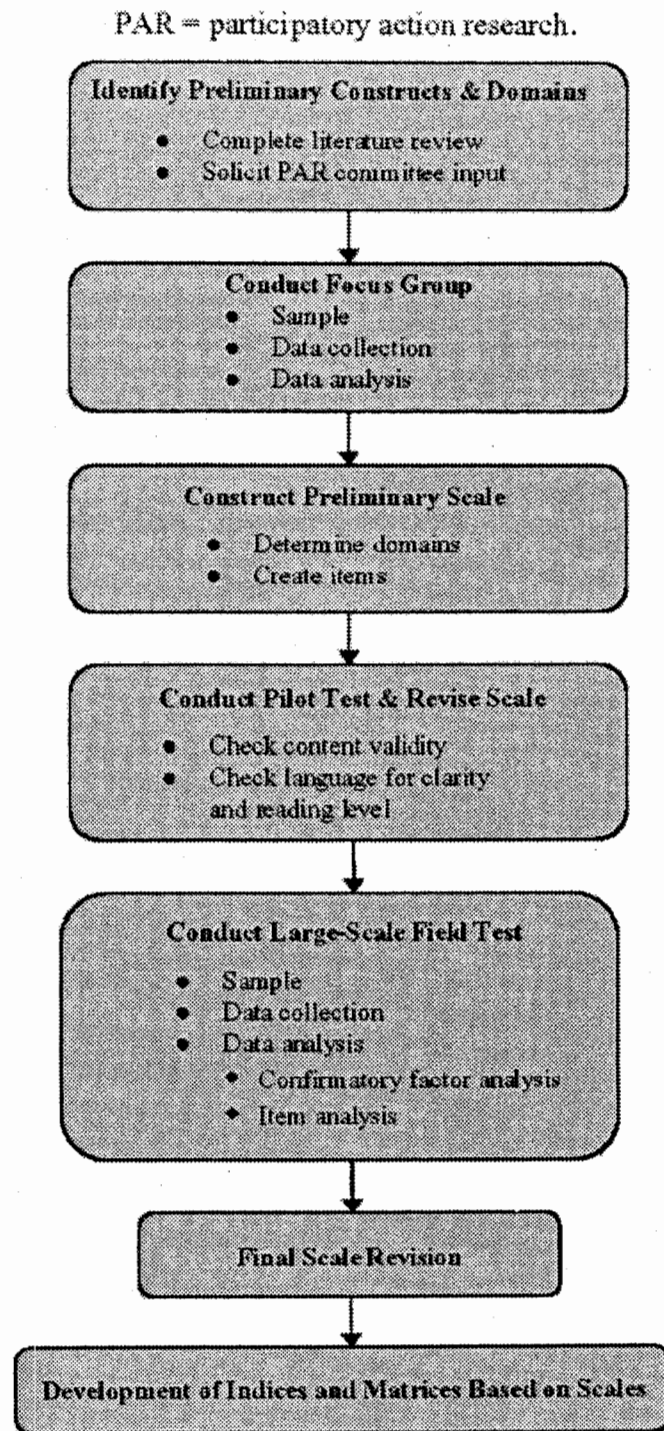 PAR = participatory action research.
Identify Preliminary Constructs & Domains
• Complete literature review
• Solicit PAR committee input
Conduct Focus Group
• Sample
• Data collection
• Data analysis
Construct Preliminary Scale
• Determine domains
• Create items
Conduct Pilot Test & Revise Scale
• Check content validity
• Check language for clarity
and reading level
Conduct Large-Scale Field Test
• Sample
• Data collection
• Data analysis
◆ Confirmatory factor analysis
◆ Item analysis
Final Scale Revision
Development of Indices and Matrices Based on Scales